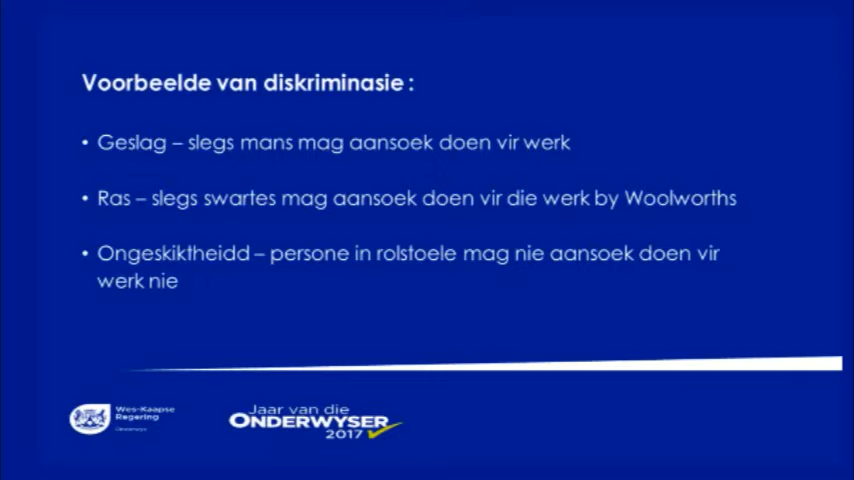 Voorbeelde van diskriminasie :
• Geslag – slegs mans mag aansoek doen vir werk
• Ras – slegs swartes mag aansoek doen vir die werk by Woolworths
• Ongeskiktheidd – persone in rolstoele mag nie aansoek doen vir
werk nie
Wes-Kaapse
Regering
Jaar van die
ONDERWYSER
2017